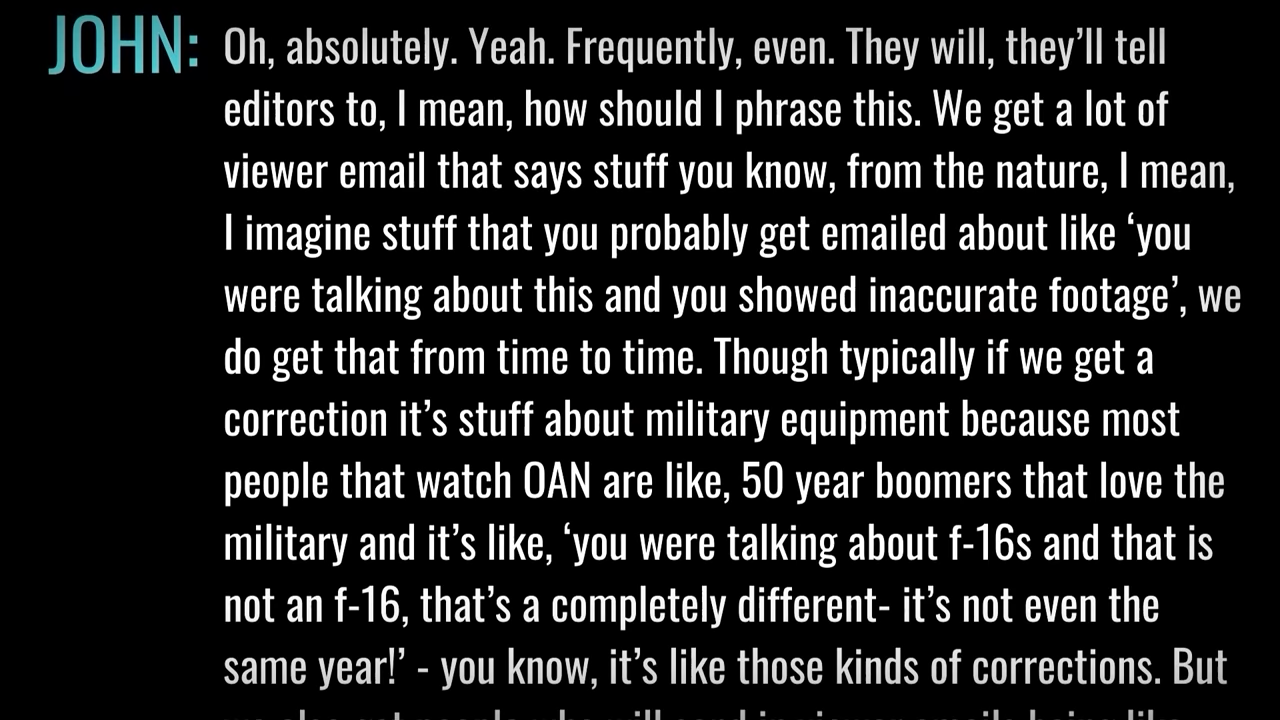 JOHN: Oh, absolutely. Yeah. Frequently, even. They will, they’ll tell
editors to, I mean, how should I phrase this. We get a lot of
viewer email that says stuff you know, from the nature, I mean,
I imagine stuff that you probably get emailed about like ‘you
were talking about this and you showed inaccurate footage’, we
do get that from time to time. Though typically if we get a
correction it’s stuff about military equipment because most
people that watch OAN are like, 50 year boomers that love the
military and it’s like, ‘you were talking about f-16s and that is
not an f-16, that’s a completely different- it’s not even the
same year!’ - you know, it’s like those kinds of corrections. But